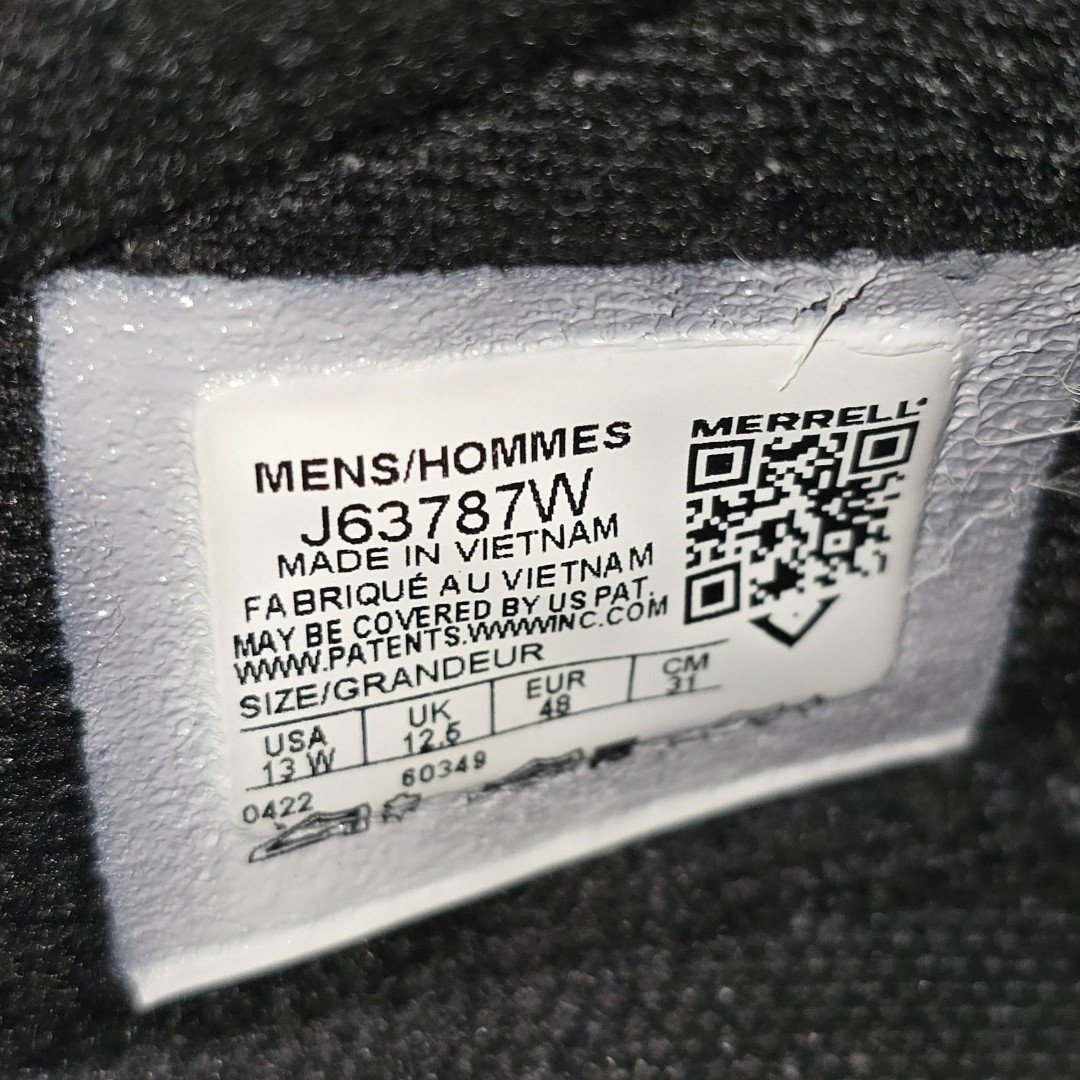 MERRELL
MENS/HOMMES
J63787W
MADE IN VIETNAM
FABRIQUÉ AU VIETNAM
MAY BE COVERED BY US PAT.
WWW.PATENTS.WWWINC.COM
SIZE/GRANDEUR
USA UK EUR CM
13 W 12.5 48 31
0422 60349